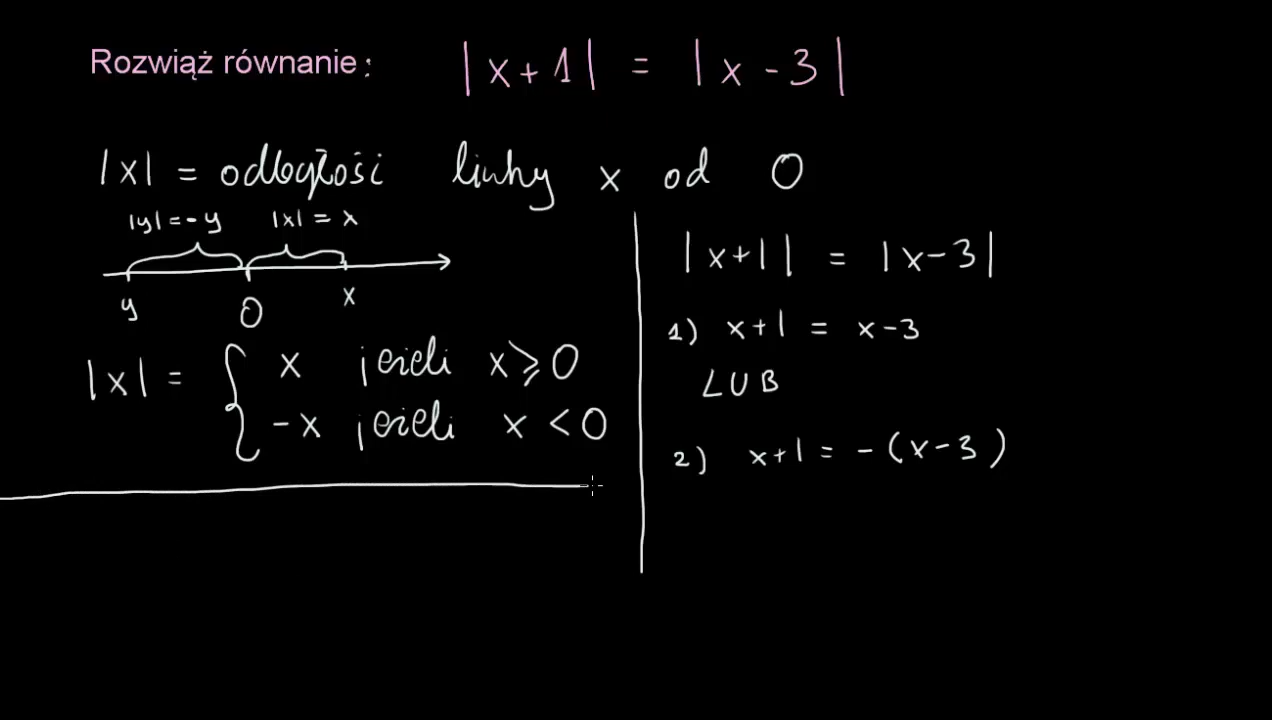 Rozwiąż równanie: |x+1| = |x-3|
|x| = odległość liczby x od 0
|y|=-y |x| = x
y 0 x
|x| = { x jeżeli x≥0
-x jeżeli x<0
|x+1| = |x-3|
1) x+1 = x-3
LUB
2) x+1 = -(x-3)